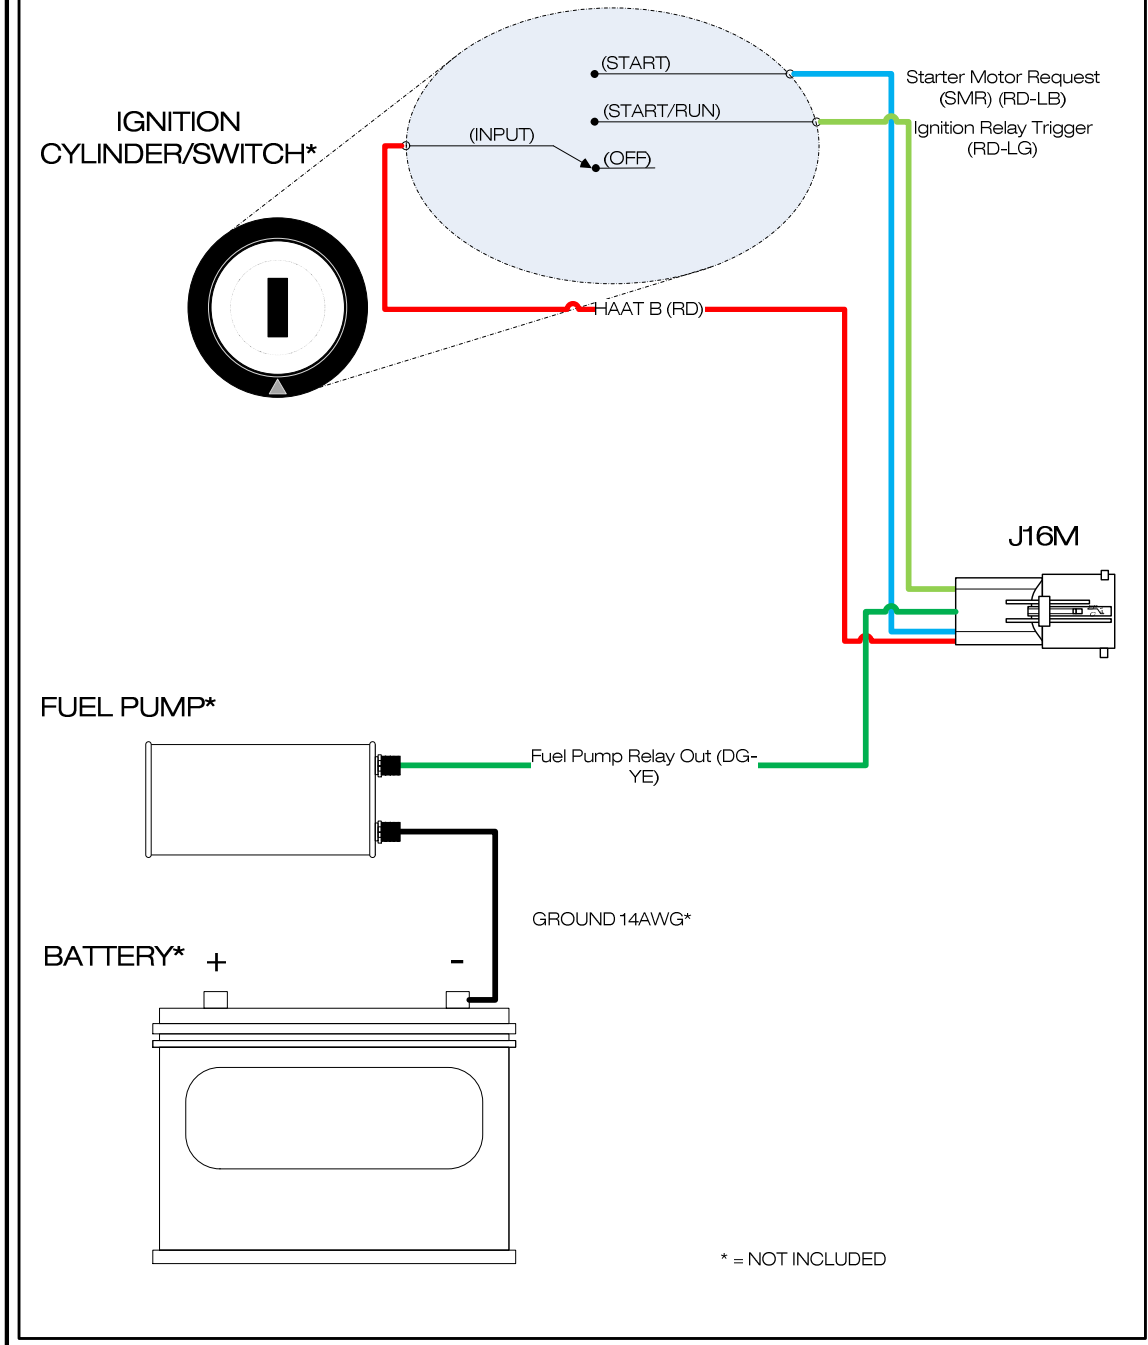 (START)
Starter Motor Request
(SMR) (RD-LB)
IGNITION
CYLINDER/SWITCH*
(START/RUN)
Ignition Relay Trigger
(RD-LG)
(INPUT)
(OFF)
HAAT B (RD)
J16M
FUEL PUMP*
Fuel Pump Relay Out (DG-
YE)
GROUND 14AWG*
BATTERY*
+
-
* = NOT INCLUDED